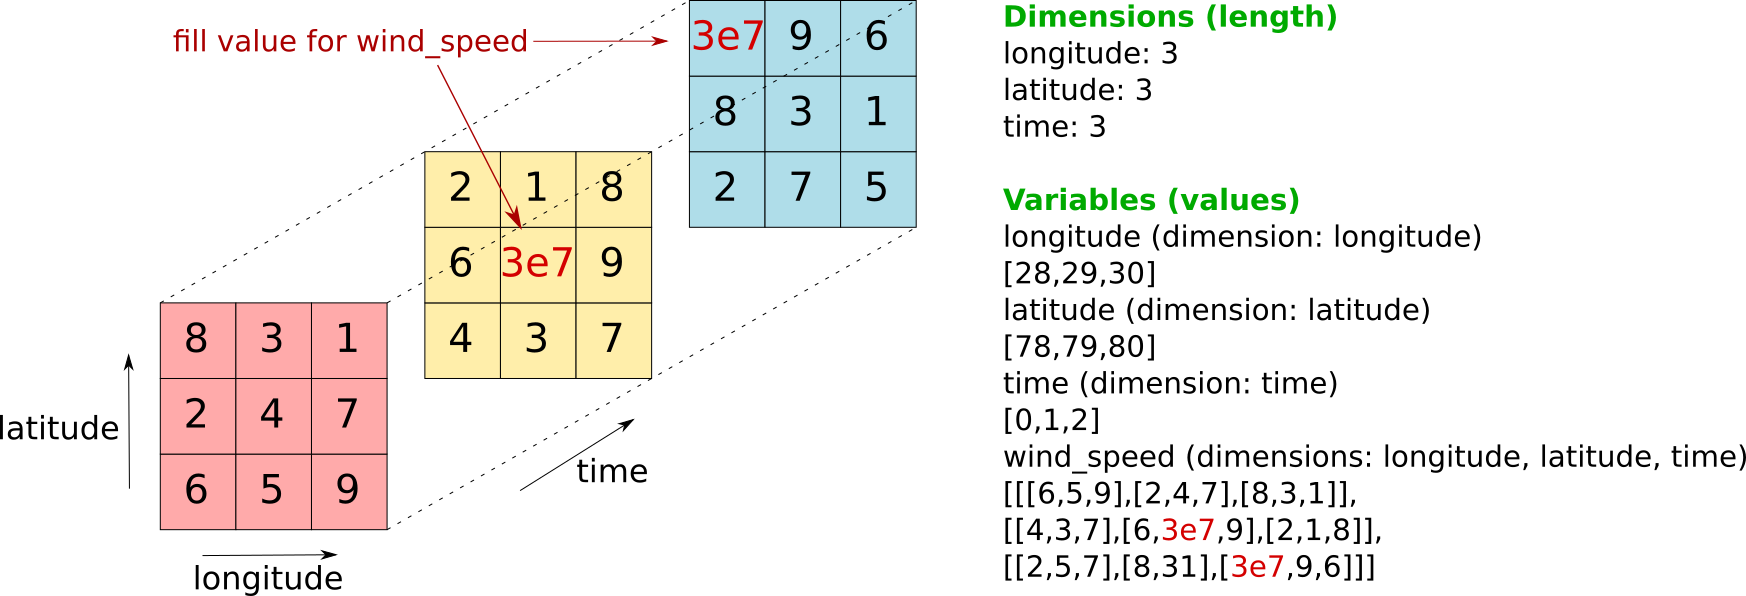 fill value for wind_speed
3e7 9 6
8 3 1
2 7 5
2 1 8
6 3e7 9
4 3 7
8 3 1
2 4 7
6 5 9
latitude
longitude
time
Dimensions (length)
longitude: 3
latitude: 3
time: 3
Variables (values)
longitude (dimension: longitude)
[28,29,30]
latitude (dimension: latitude)
[78,79,80]
time (dimension: time)
[0,1,2]
wind_speed (dimensions: longitude, latitude, time)
[[[6,5,9],[2,4,7],[8,3,1]],
[[4,3,7],[6,3e7,9],[2,1,8]],
[[2,5,7],[8,31],[3e7,9,6]]]